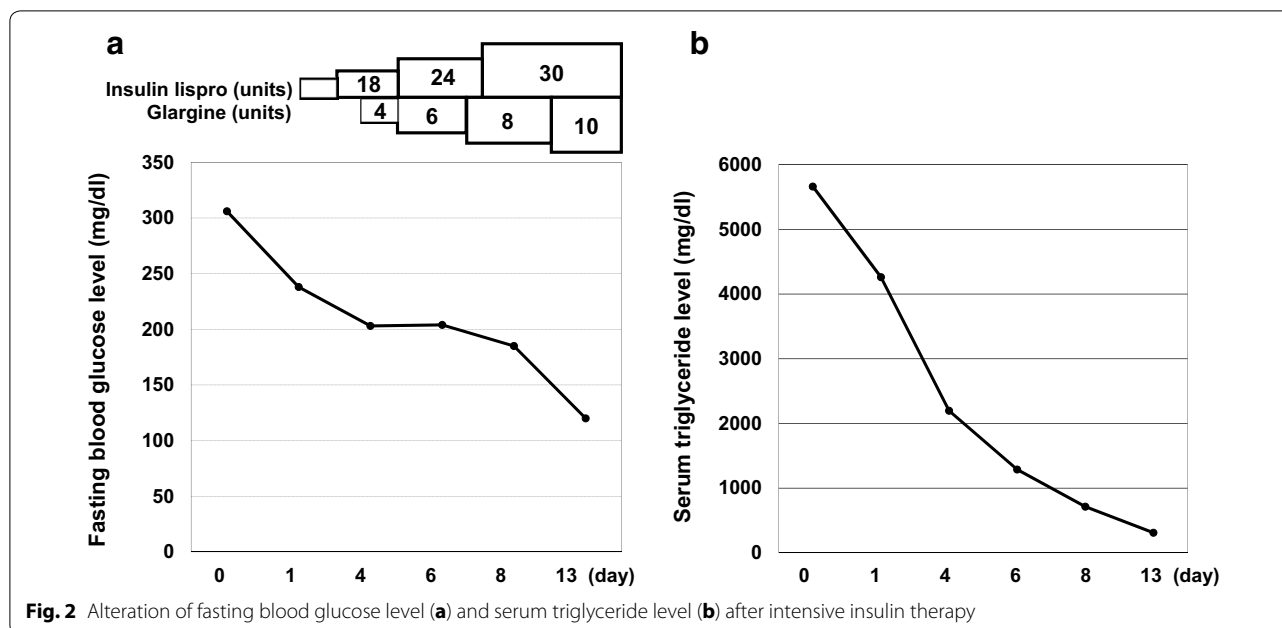 a
Insulin lispro (units)
18
24
30
Glargine (units)
4
6
8
10
Fasting blood glucose level (mg/dl)
350
300
250
200
150
100
50
0
0 1 4 6 8 13 (day)
b
Serum triglyceride level (mg/dl)
6000
5000
4000
3000
2000
1000
0
0 1 4 6 8 13 (day)
Fig. 2 Alteration of fasting blood glucose level (a) and serum triglyceride level (b) after intensive insulin therapy